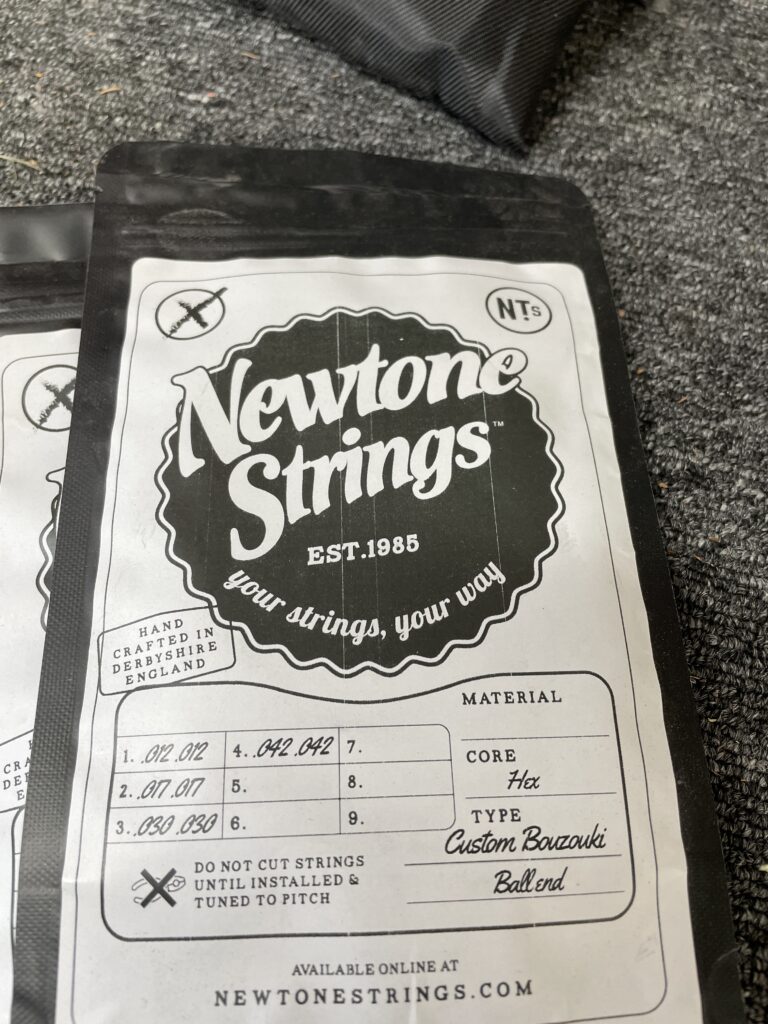 NTS
Newtone
Strings™
EST.1985
your strings, your way
HAND
CRAFTED IN
DERBYSHIRE
ENGLAND
MATERIAL
1. .012 .012 4. .042 .042 7.
2. .017 .017 5. 8.
3. .030 .030 6. 9.
CORE
Hex
TYPE
Custom Bouzouki
Ball end
DO NOT CUT STRINGS
UNTIL INSTALLED &
TUNED TO PITCH
AVAILABLE ONLINE AT
NEWTONESTRINGS.COM